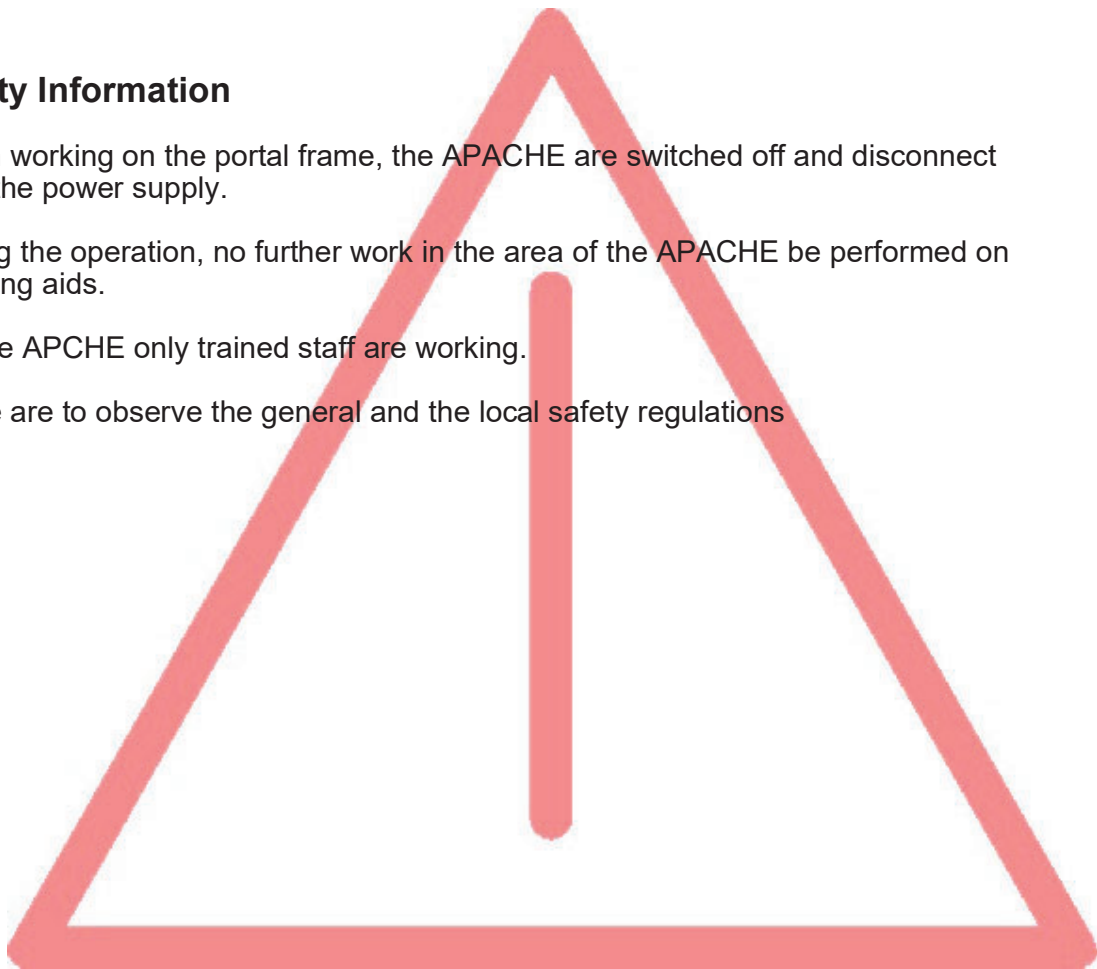 ty Information
working on the portal frame, the APACHE are switched off and disconnect
he power supply.
g the operation, no further work in the area of the APACHE be performed on
ng aids.
e APCHE only trained staff are working.
e are to observe the general and the local safety regulations